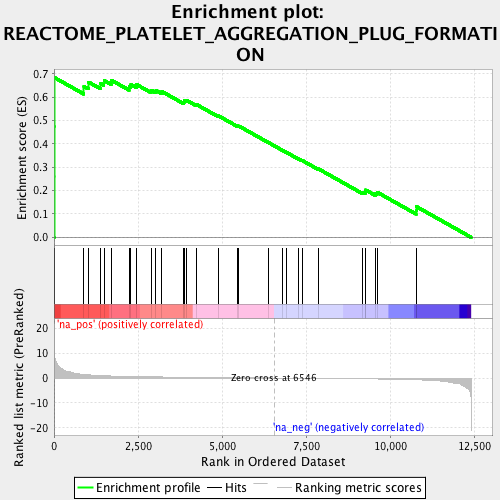 Enrichment plot:
REACTOME_PLATELET_AGGREGATION_PLUG_FORMATI
ON
Enrichment score (ES)
0.7
0.6
0.5
0.4
0.3
0.2
0.1
0.0
'na_pos' (positively correlated)
Ranked list metric (PreRanked)
20
10
0
-10
-20
Zero cross at 6546
'na_neg' (negatively correlated)
0
2,500
5,000
7,500
10,000
12,500
Rank in Ordered Dataset
Enrichment profile
Hits
Ranking metric scores